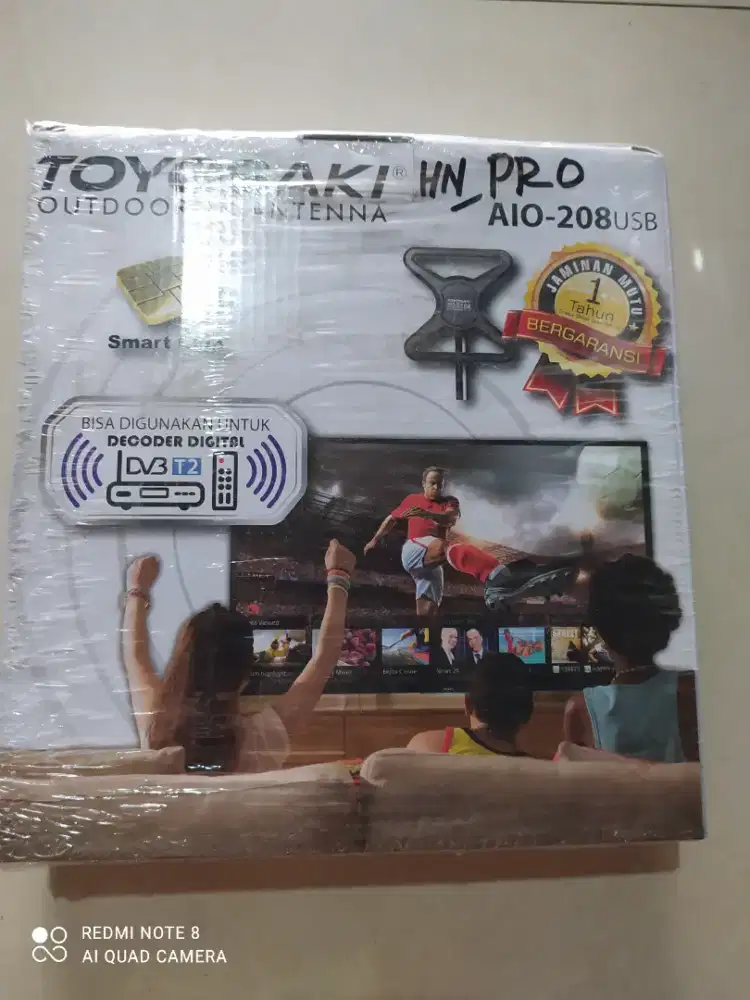 HN_PRO
OUTDOOR ANTENNA
AIO-208USB
JAMINAN MUTU
1
Tahun
BERGARANSI
Smart
BISA DIGUNAKAN UNTUK
DECODER DIGITAL
DVB T2
REDMI NOTE 8
AI QUAD CAMERA